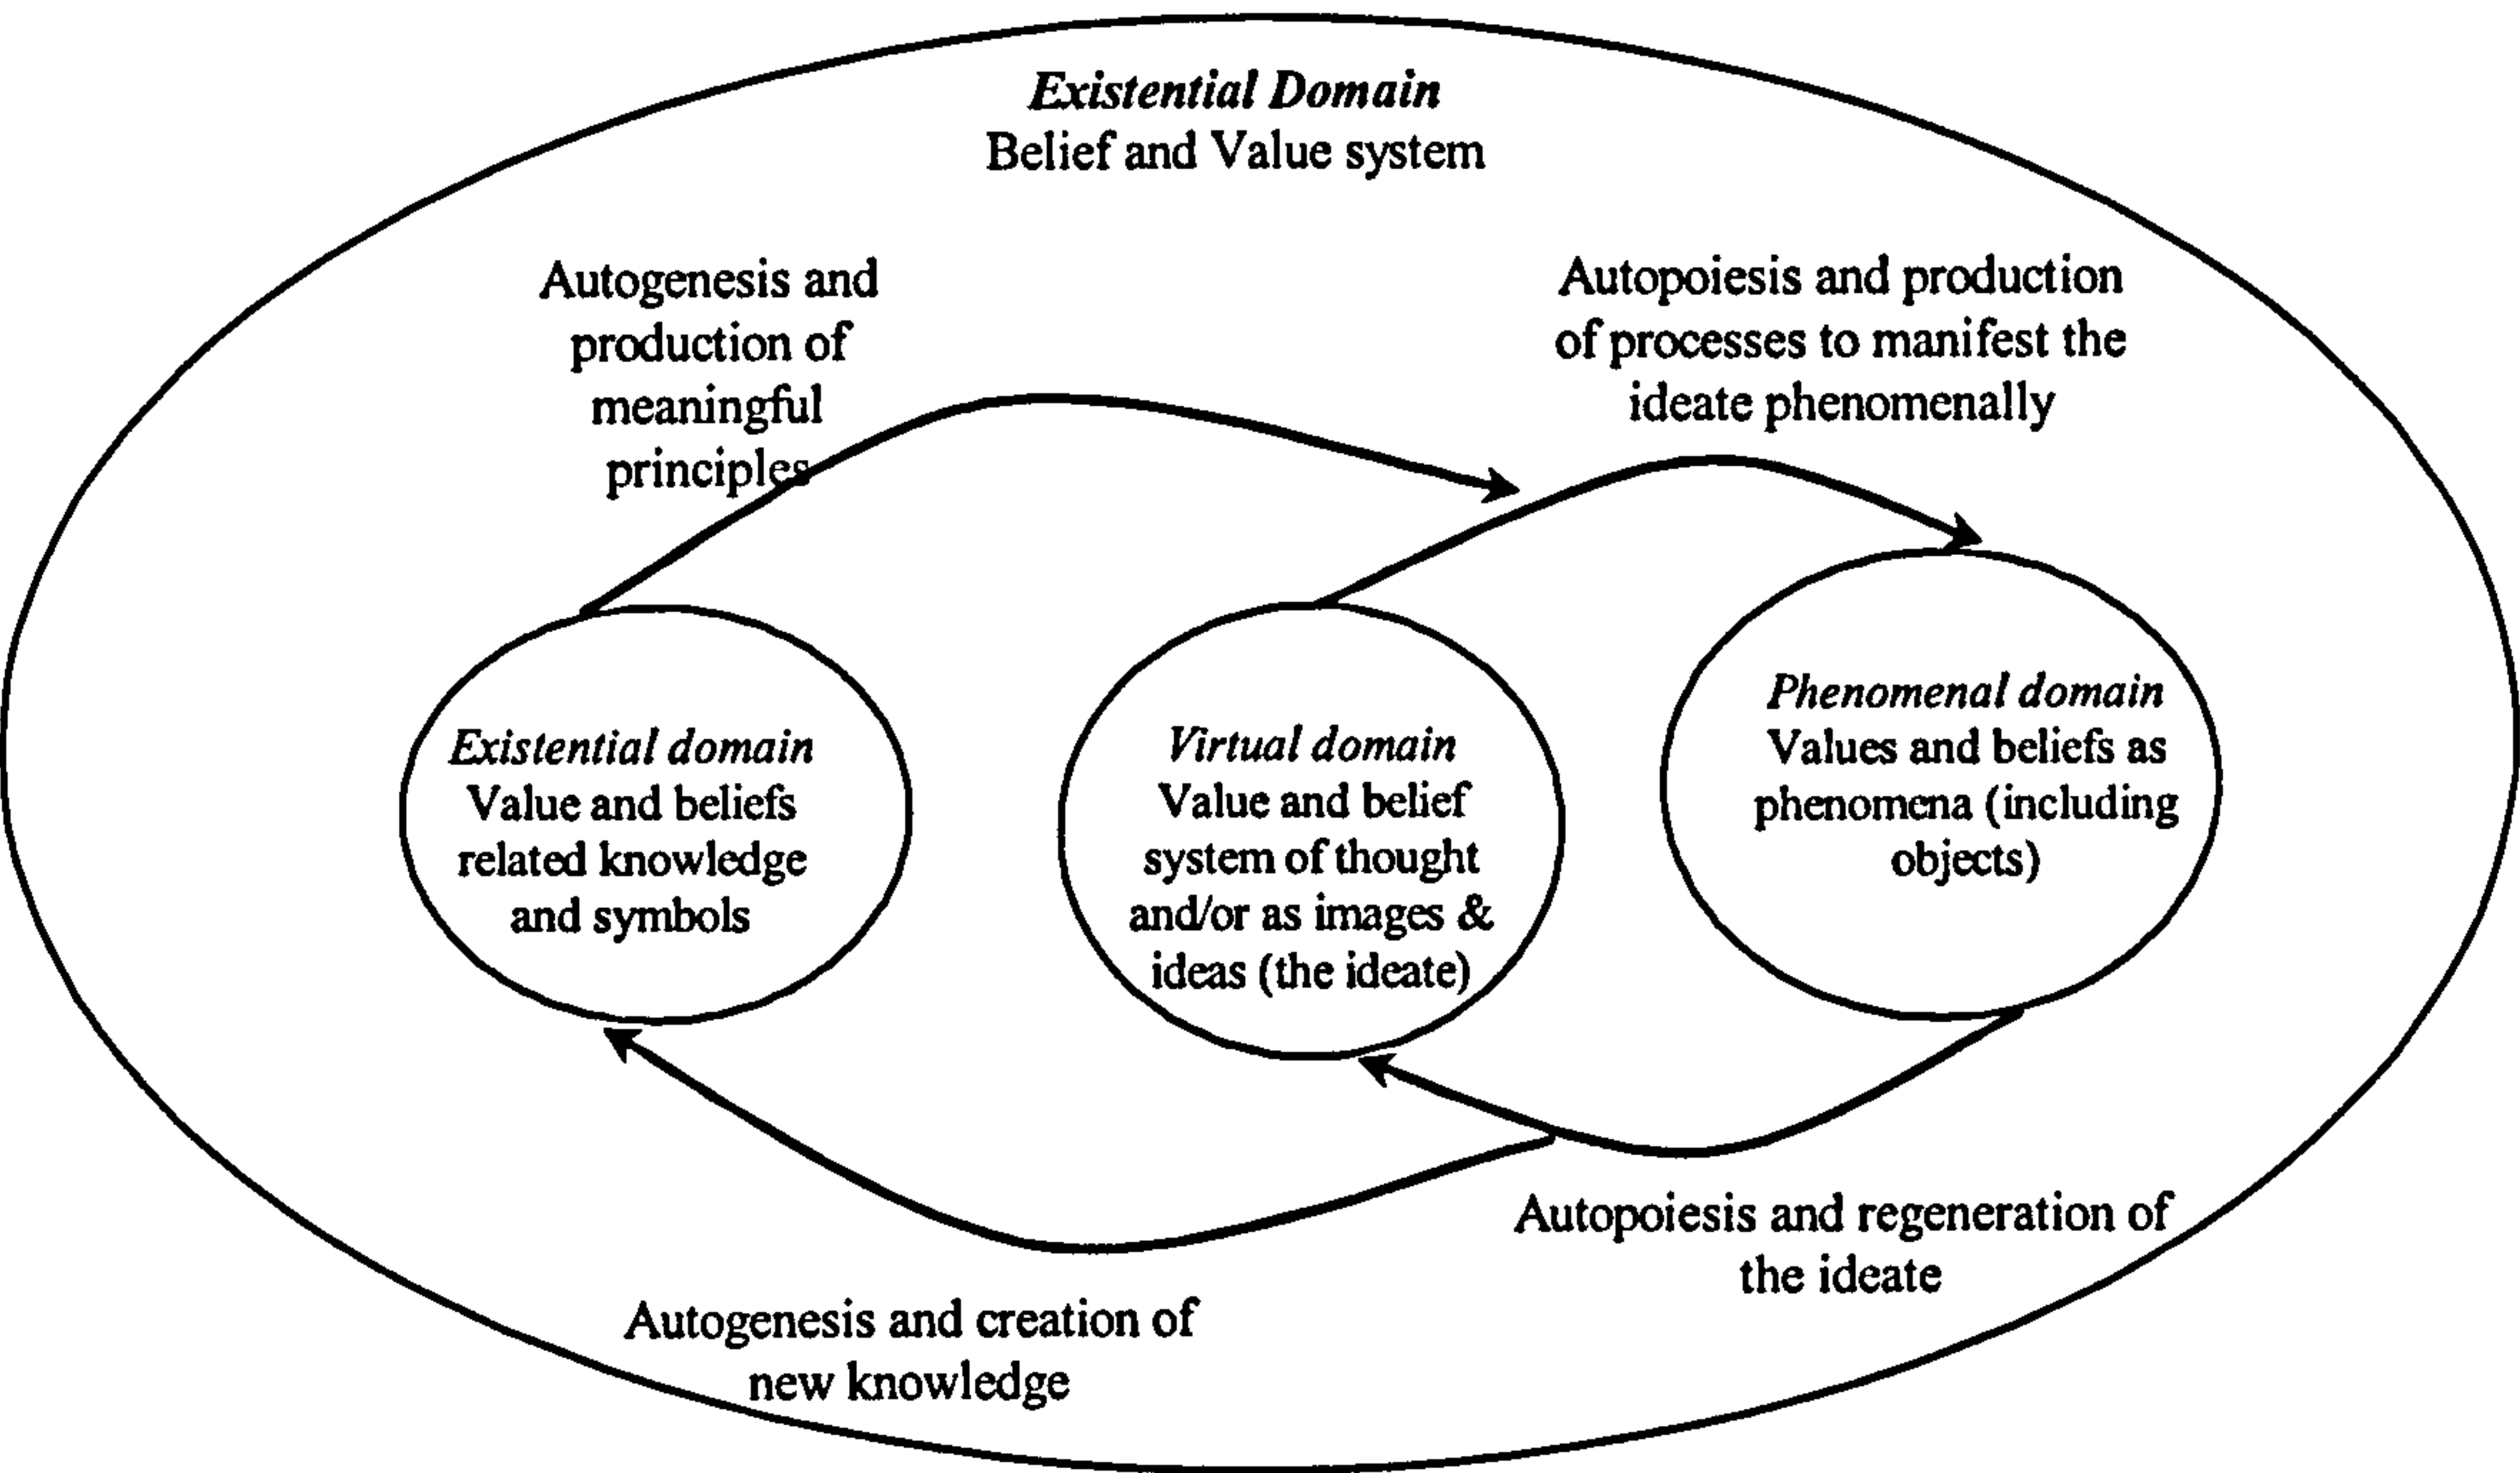 Existential Domain
Belief and Value system
Autogenesis and
production of
meaningful
principles
Autopoiesis and production
of processes to manifest the
ideate phenomenally
Existential domain
Value and beliefs
related knowledge
and symbols
Virtual domain
Value and belief
system of thought
and/or as images &
ideas (the ideate)
Phenomenal domain
Values and beliefs as
phenomena (including
objects)
Autopoiesis and regeneration of
the ideate
Autogenesis and creation of
new knowledge